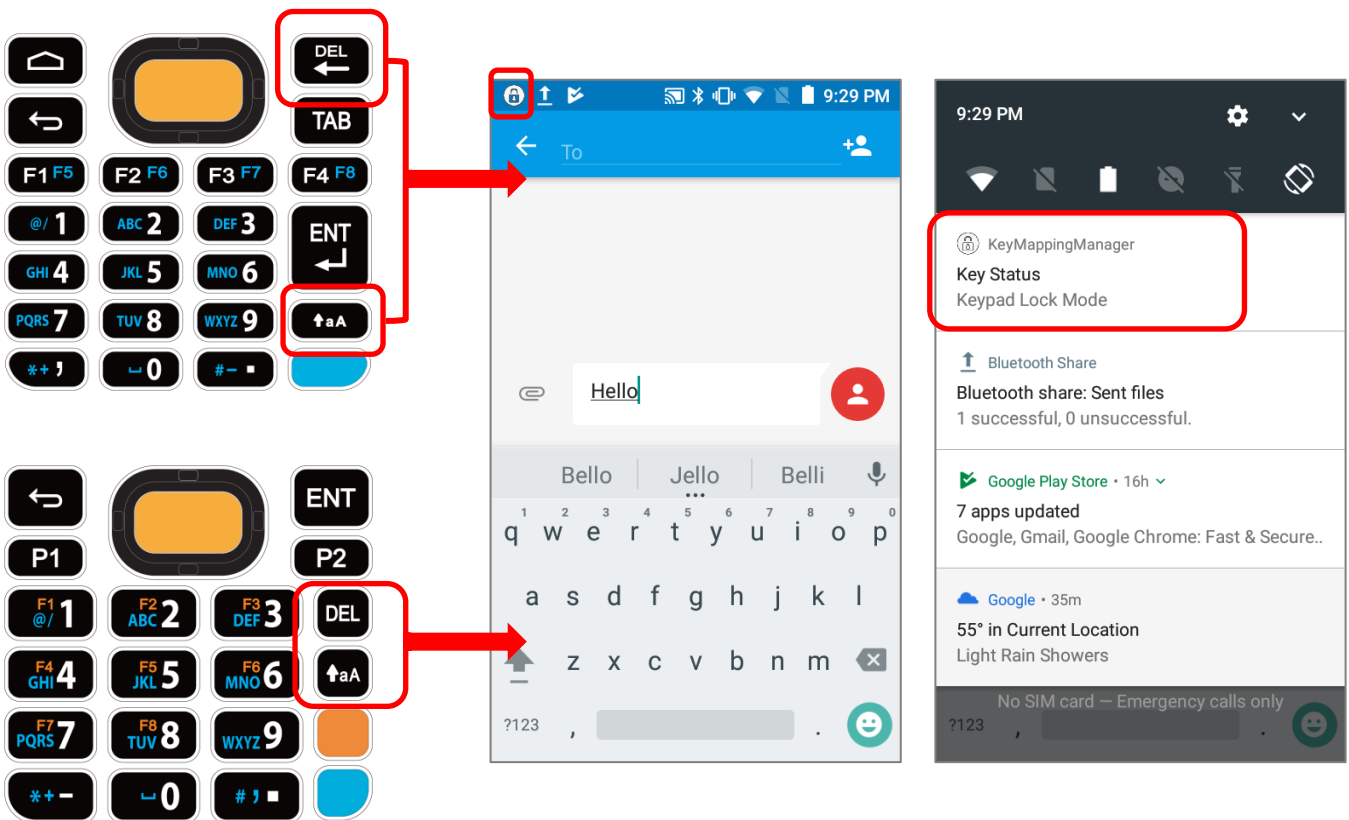 DEL
TAB
F1 F5 F2 F6 F3 F7 F4 F8
@/ 1 ABC 2 DEF 3 ENT
GHI 4 JKL 5 MNO 6
PQRS 7 TUV 8 WXYZ 9 aA
*+ , ⎵ 0 #- .
ENT
P1 P2
F1 @/ 1 F2 ABC 2 F3 DEF 3 DEL
F4 GHI 4 F5 JKL 5 F6 MNO 6 aA
F7 PQRS 7 F8 TUV 8 WXYZ 9
*+ - ⎵ 0 # , .
9:29 PM
To
Hello
Bello Jello Belli
1 2 3 4 5 6 7 8 9 0
q w e r t y u i o p
a s d f g h j k l
z x c v b n m
?123 , .
9:29 PM
KeyMappingManager
Key Status
Keypad Lock Mode
Bluetooth Share
Bluetooth share: Sent files
1 successful, 0 unsuccessful.
Google Play Store • 16h
7 apps updated
Google, Gmail, Google Chrome: Fast & Secure..
Google • 35m
55° in Current Location
Light Rain Showers
No SIM card — Emergency calls only
?123 , .